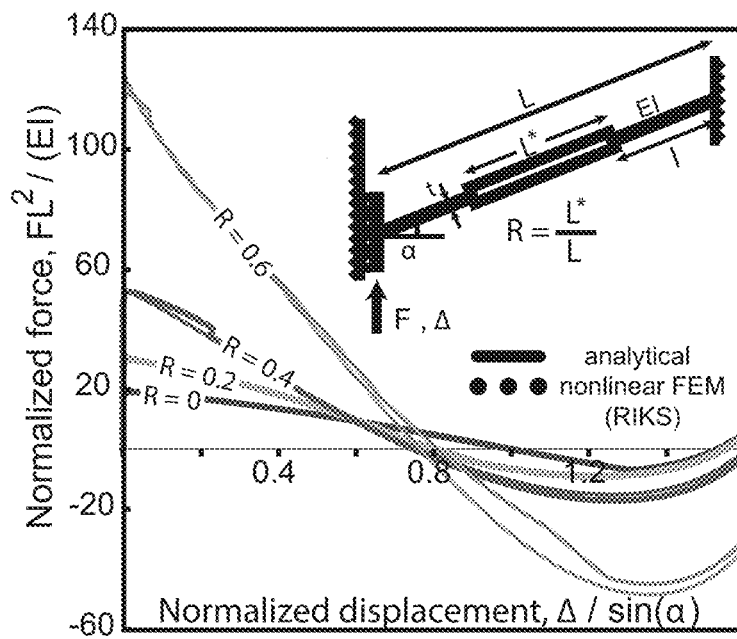 Normalized force, FL² / (EI)
140
100
60
20
-20
-60
0.4
0.8
1.2
Normalized displacement, Δ / sin(α)
R = 0.6
R = 0.4
R = 0.2
R = 0
L
L*
EI
l
t
α
R = L* / L
F , Δ
analytical
nonlinear FEM
(RIKS)